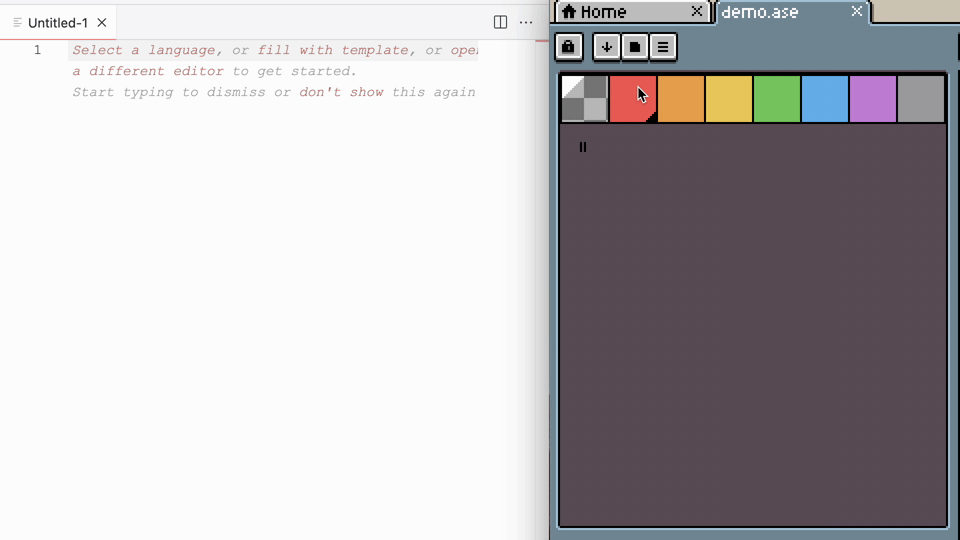 Untitled-1
1
Select a language, or fill with template, or open
a different editor to get started.
Start typing to dismiss or don't show this again
Home
demo.ase